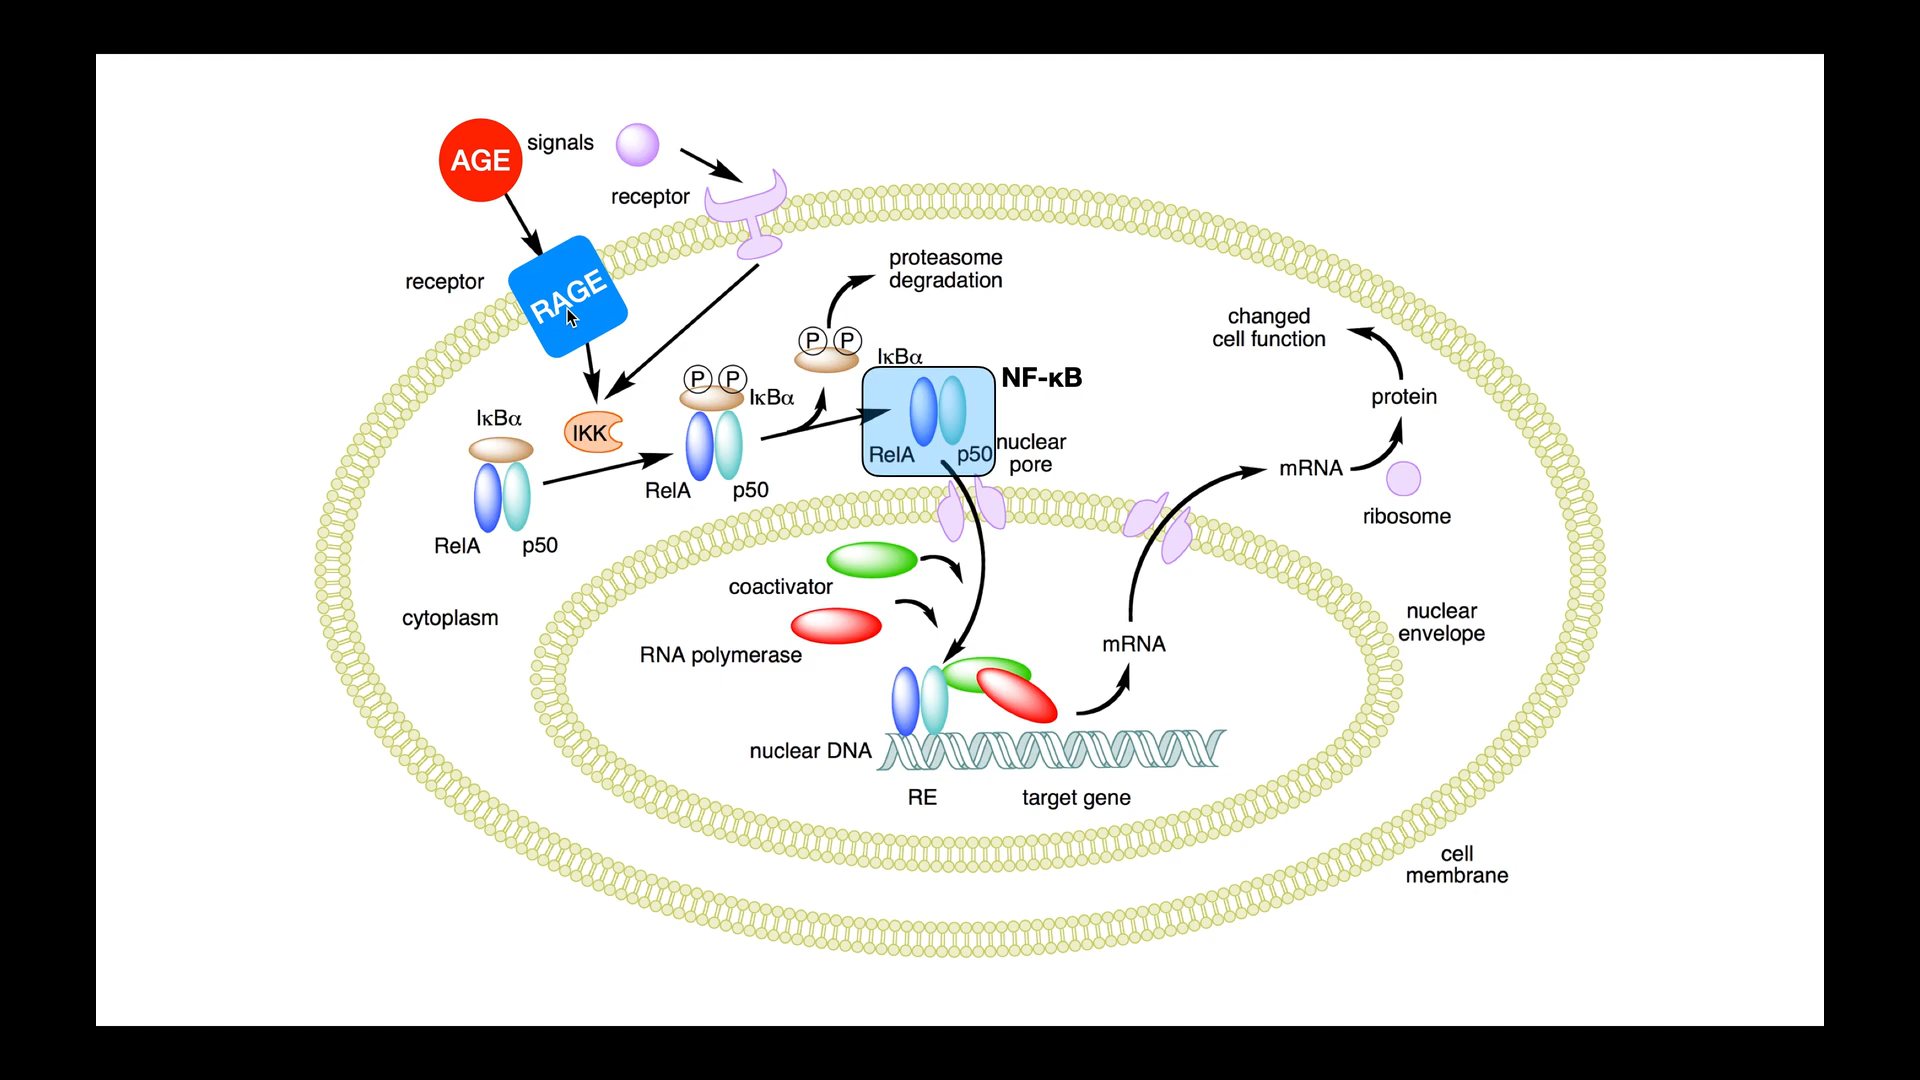 AGE
signals
receptor
receptor
RAGE
proteasome
degradation
changed
cell function
P P
IκBα
NF-κB
P P
IκBα
protein
IκBα
IKK
RelA p50
nuclear
pore
mRNA
RelA p50
ribosome
RelA p50
coactivator
cytoplasm
nuclear
envelope
RNA polymerase
mRNA
nuclear DNA
RE
target gene
cell
membrane